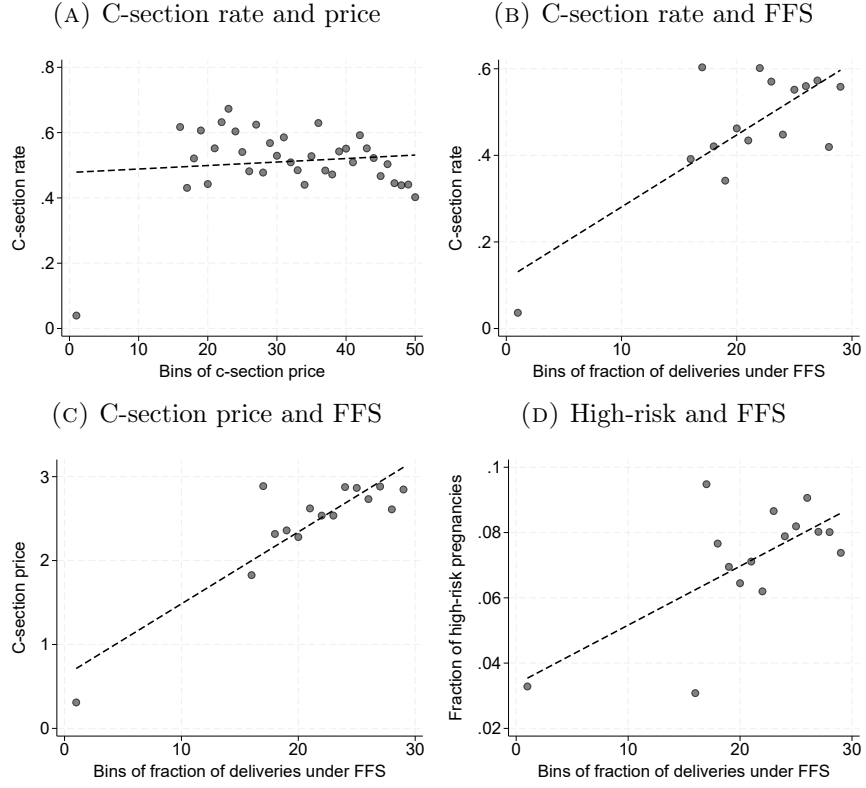 (A) C-section rate and price
(B) C-section rate and FFS
C-section rate
.8
.6
.4
.2
0
0 10 20 30 40 50
Bins of c-section price
C-section rate
.6
.4
.2
0
0 10 20 30
Bins of fraction of deliveries under FFS
(C) C-section price and FFS
(D) High-risk and FFS
C-section price
3
2
1
0
0 10 20 30
Bins of fraction of deliveries under FFS
Fraction of high-risk pregnancies
.1
.08
.06
.04
.02
0 10 20 30
Bins of fraction of deliveries under FFS